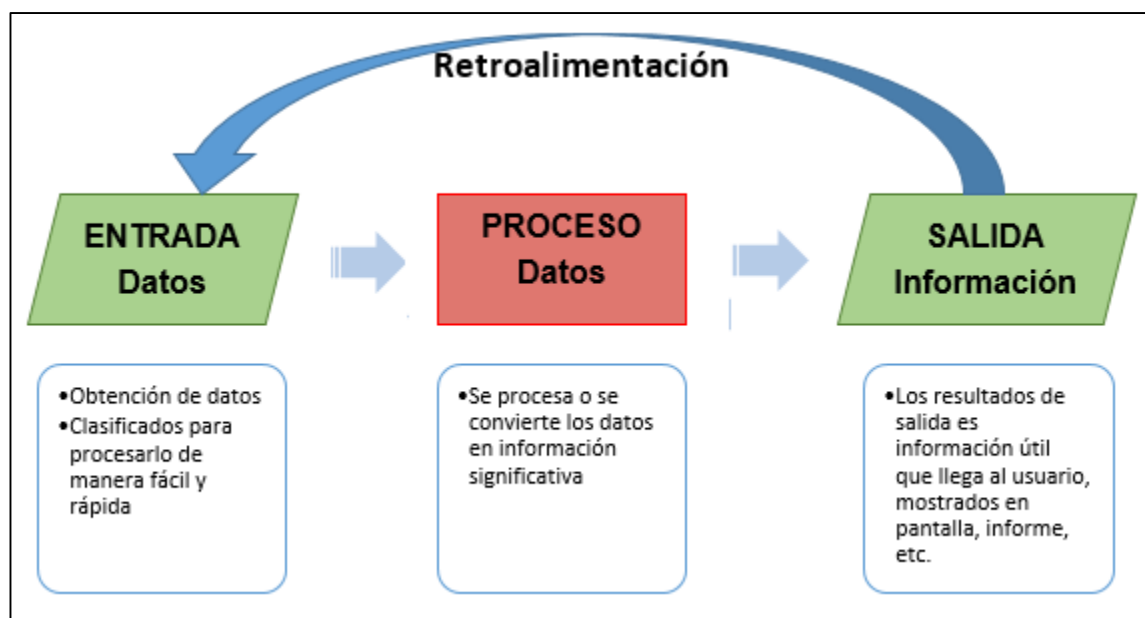 Retroalimentación
ENTRADA
Datos
PROCESO
Datos
SALIDA
Información
•Obtención de datos
•Clasificados para
procesarlo de
manera fácil y
rápida
•Se procesa o se
convierte los datos
en información
significativa
•Los resultados de
salida es
información útil
que llega al usuario,
mostrados en
pantalla, informe,
etc.